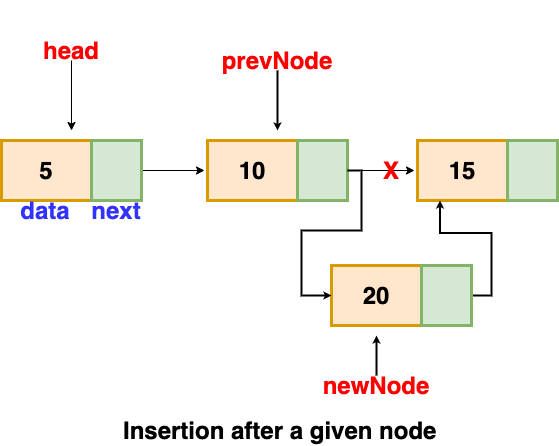 head
prevNode
5
10
X
15
data
next
20
newNode
Insertion after a given node